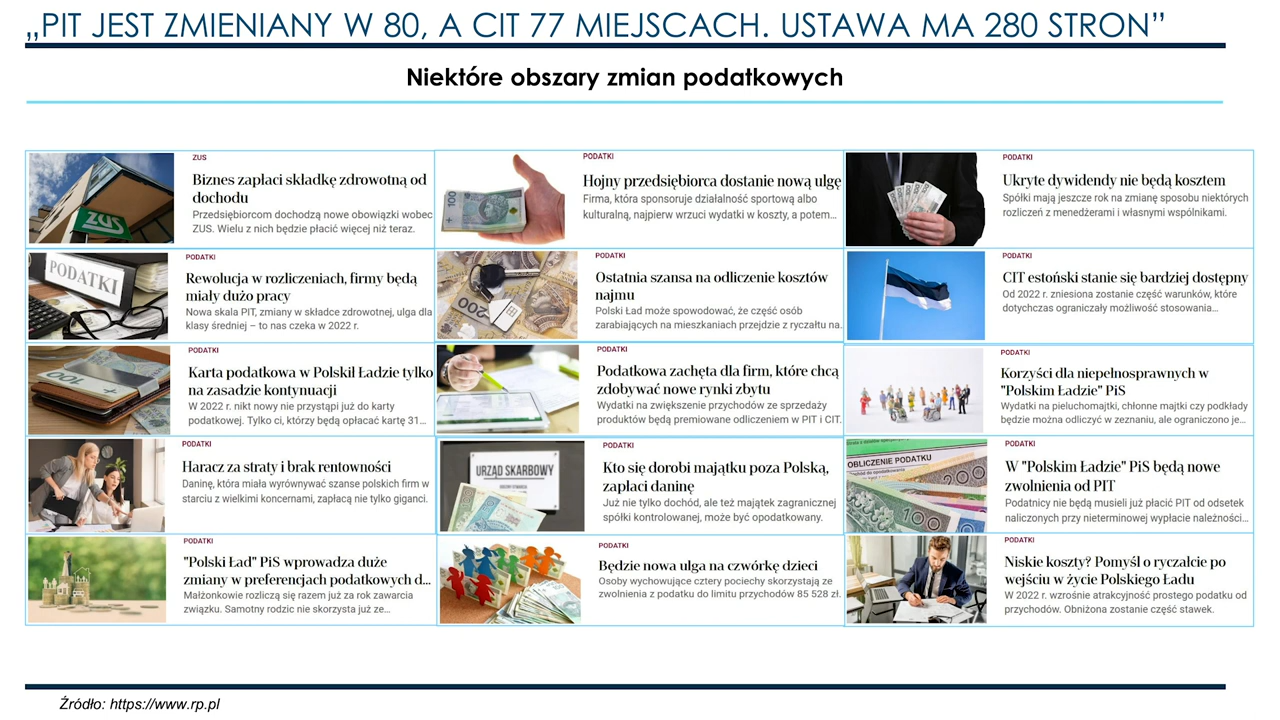 „PIT JEST ZMIENIANY W 80, A CIT 77 MIEJSCACH. USTAWA MA 280 STRON”
Niektóre obszary zmian podatkowych
ZUS
ZUS
Biznes zapłaci składkę zdrowotną od
dochodu
Przedsiębiorcom dochodzą nowe obowiązki wobec
ZUS. Wielu z nich będzie płacić więcej niż teraz.
100
PODATKI
Hojny przedsiębiorca dostanie nową ulgę
Firma, która sponsoruje działalność sportową albo
kulturalną, najpierw wrzuci wydatki w koszty, a potem...
PODATKI
Ukryte dywidendy nie będą kosztem
Spółki mają jeszcze rok na zmianę sposobu niektórych
rozliczeń z menedżerami i własnymi wspólnikami.
PODATKI
PODATKI
Rewolucja w rozliczeniach, firmy będą
miały dużo pracy
Nowa skala PIT, zmiany w składce zdrowotnej, ulga dla
klasy średniej – to nas czeka w 2022 r.
200
PODATKI
Ostatnia szansa na odliczenie kosztów
najmu
Polski Ład może spowodować, że część osób
zarabiających na mieszkaniach przejdzie z ryczałtu na.
PODATKI
CIT estoński stanie się bardziej dostępny
Od 2022 r. zniesiona zostanie część warunków, które
dotychczas ograniczały możliwość stosowania...
100
PODATKI
Karta podatkowa w Polskil Ładzie tylko
na zasadzie kontynuacji
W 2022 r. nikt nowy nie przystąpi już do karty
podatkowej. Tylko ci, którzy będą opłacać kartę 31...
PODATKI
Podatkowa zachęta dla firm, które chcą
zdobywać nowe rynki zbytu
Wydatki na zwiększenie przychodów ze sprzedaży
produktów będą premiowane odliczeniem w PIT i CIT.
PODATKI
Korzyści dla niepełnosprawnych w
"Polskim Ładzie" PiS
Wydatki na pieluchomajtki, chłonne majtki czy podkłady
będzie można odliczyć w zeznaniu, ale ograniczono je...
PODATKI
Haracz za straty i brak rentowności
Daninę, która miała wyrównywać szanse polskich firm w
starciu z wielkimi koncernami, zapłacą nie tylko giganci.
URZĄD SKARBOWY
PODATKI
Kto się dorobi majątku poza Polską,
zapłaci daninę
Już nie tylko dochód, ale też majątek zagranicznej
spółki kontrolowanej, może być opodatkowany.
OBLICZENIE PODATKU
100
PODATKI
W "Polskim Ładzie" PiS będą nowe
zwolnienia od PIT
Podatnicy nie będą musieli już płacić PIT od odsetek
naliczonych przy nieterminowej wypłacie należności...
PODATKI
"Polski Ład" PiS wprowadza duże
zmiany w preferencjach podatkowych d...
Małżonkowie rozliczą się razem już za rok zawarcia
związku. Samotny rodzic nie skorzysta już ze...
PODATKI
Będzie nowa ulga na czwórkę dzieci
Osoby wychowujące cztery pociechy skorzystają ze
zwolnienia z podatku do limitu przychodów 85 528 zł.
PODATKI
Niskie koszty? Pomyśl o ryczałcie po
wejściu w życie Polskiego Ładu
W 2022 r. wzrośnie atrakcyjność prostego podatku od
przychodów. Obniżona zostanie część stawek.
Źródło: https://www.rp.pl